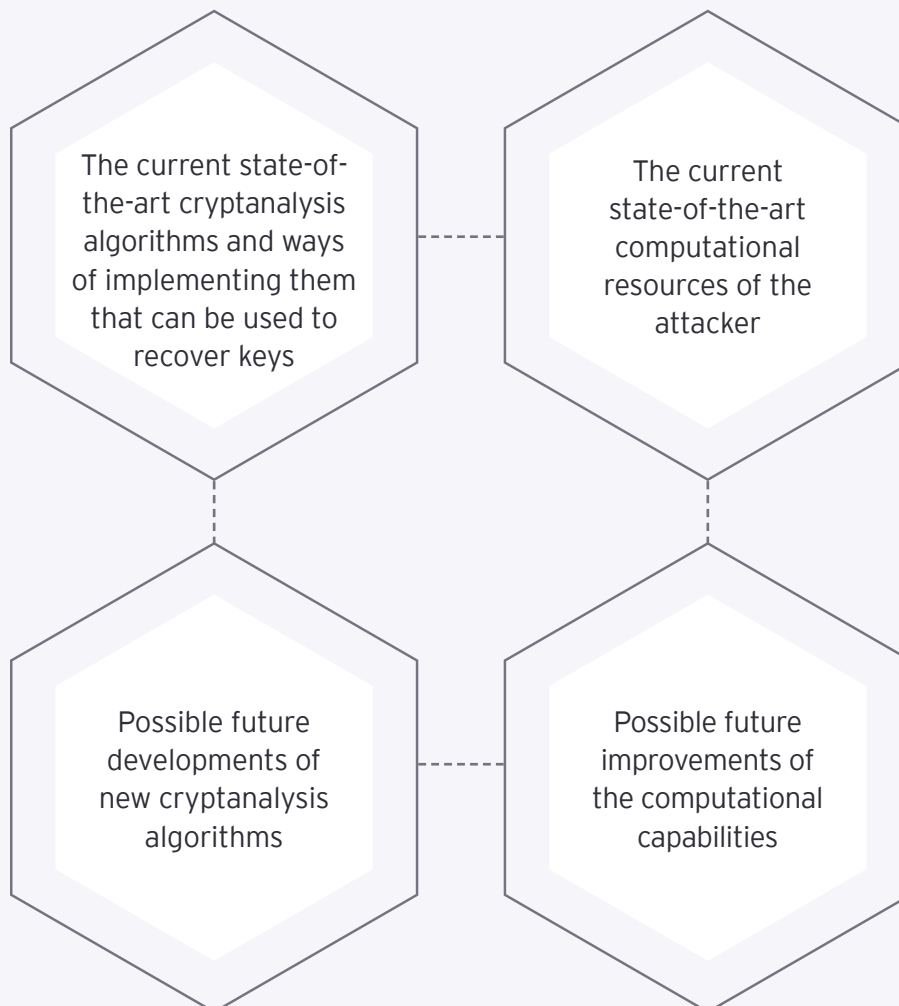 The current state-of-
the-art cryptanalysis
algorithms and ways
of implementing them
that can be used to
recover keys
The current
state-of-the-art
computational
resources of the
attacker
Possible future
developments of
new cryptanalysis
algorithms
Possible future
improvements of
the computational
capabilities